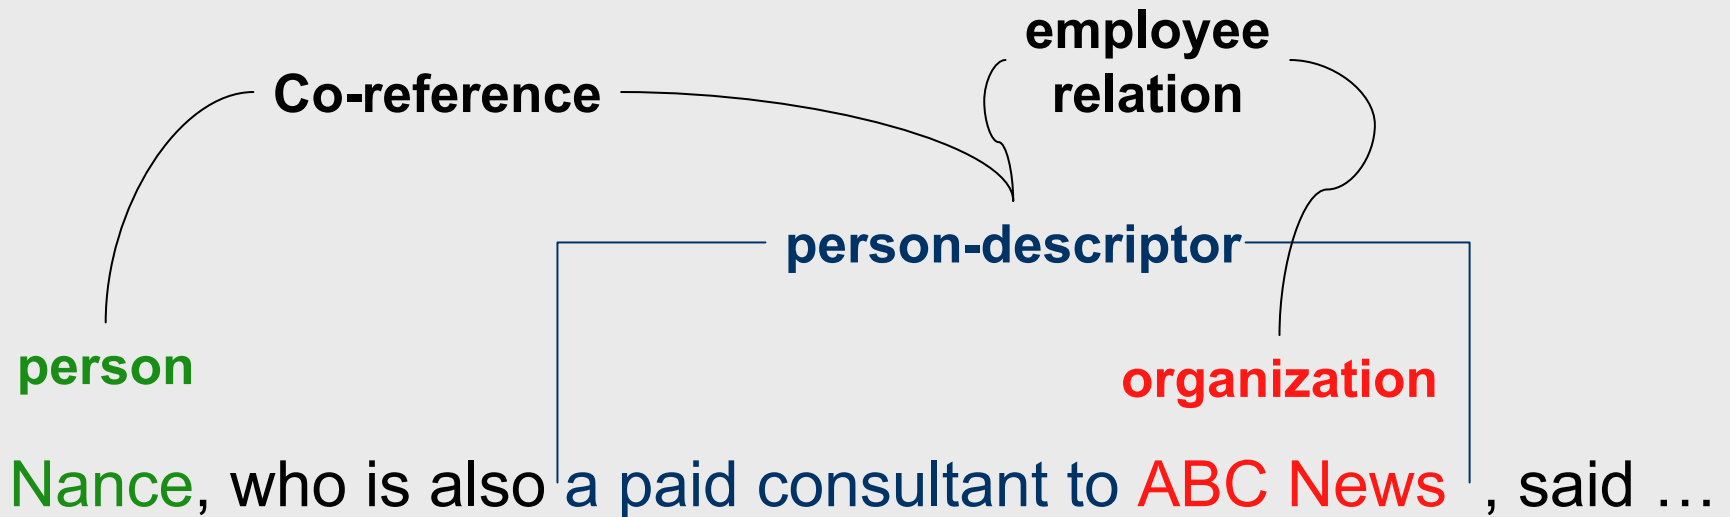 employee
relation
Co-reference
person-descriptor
person
organization
Nance, who is also a paid consultant to ABC News , said …